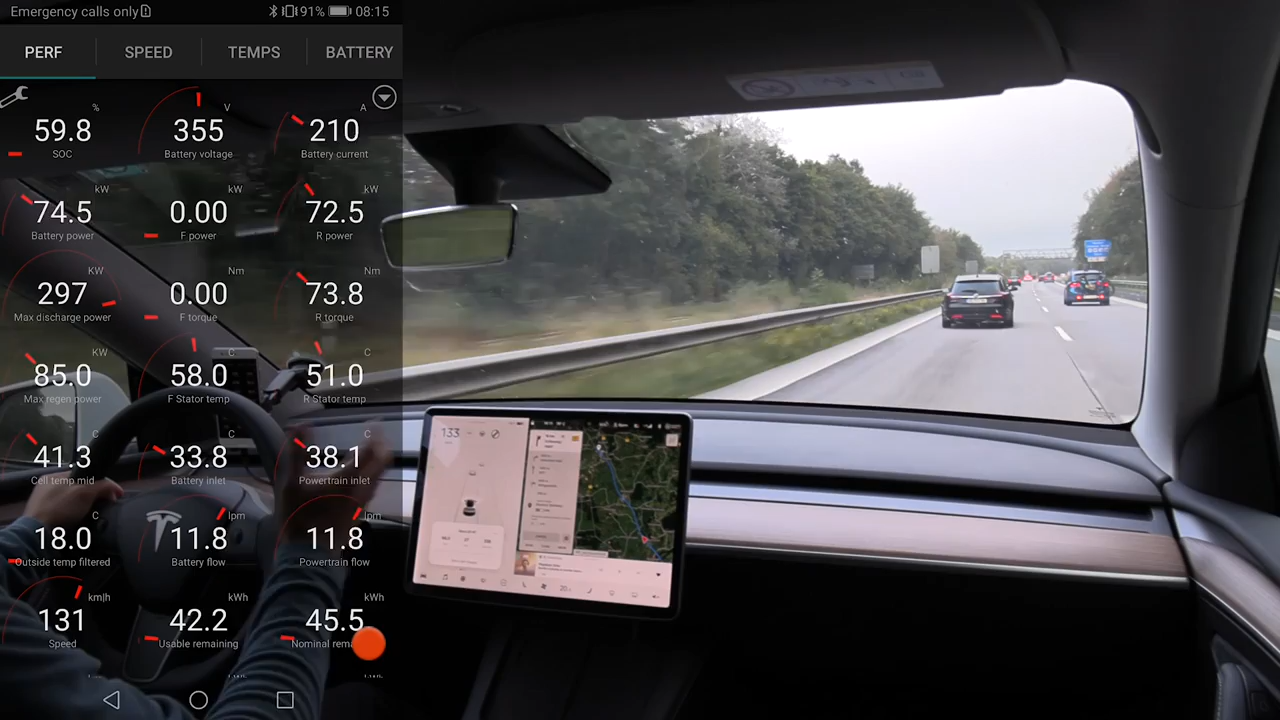 Emergency calls only 91% 08:15
PERF SPEED TEMPS BATTERY
% V A
59.8 355 210
SOC Battery voltage Battery current
kW kW kW
74.5 0.00 72.5
Battery power F power R power
KW Nm Nm
297 0.00 73.8
Max discharge power F torque R torque
KW C C
85.0 58.0 51.0
Max regen power F Stator temp R Stator temp
C C C
41.3 33.8 38.1
Cell temp mid Battery inlet Powertrain inlet
C lpm lpm
18.0 11.8 11.8
Outside temp filtered Battery flow Powertrain flow
km|h kWh kWh
131 42.2 45.5
Speed Usable remaining Nominal rema
133